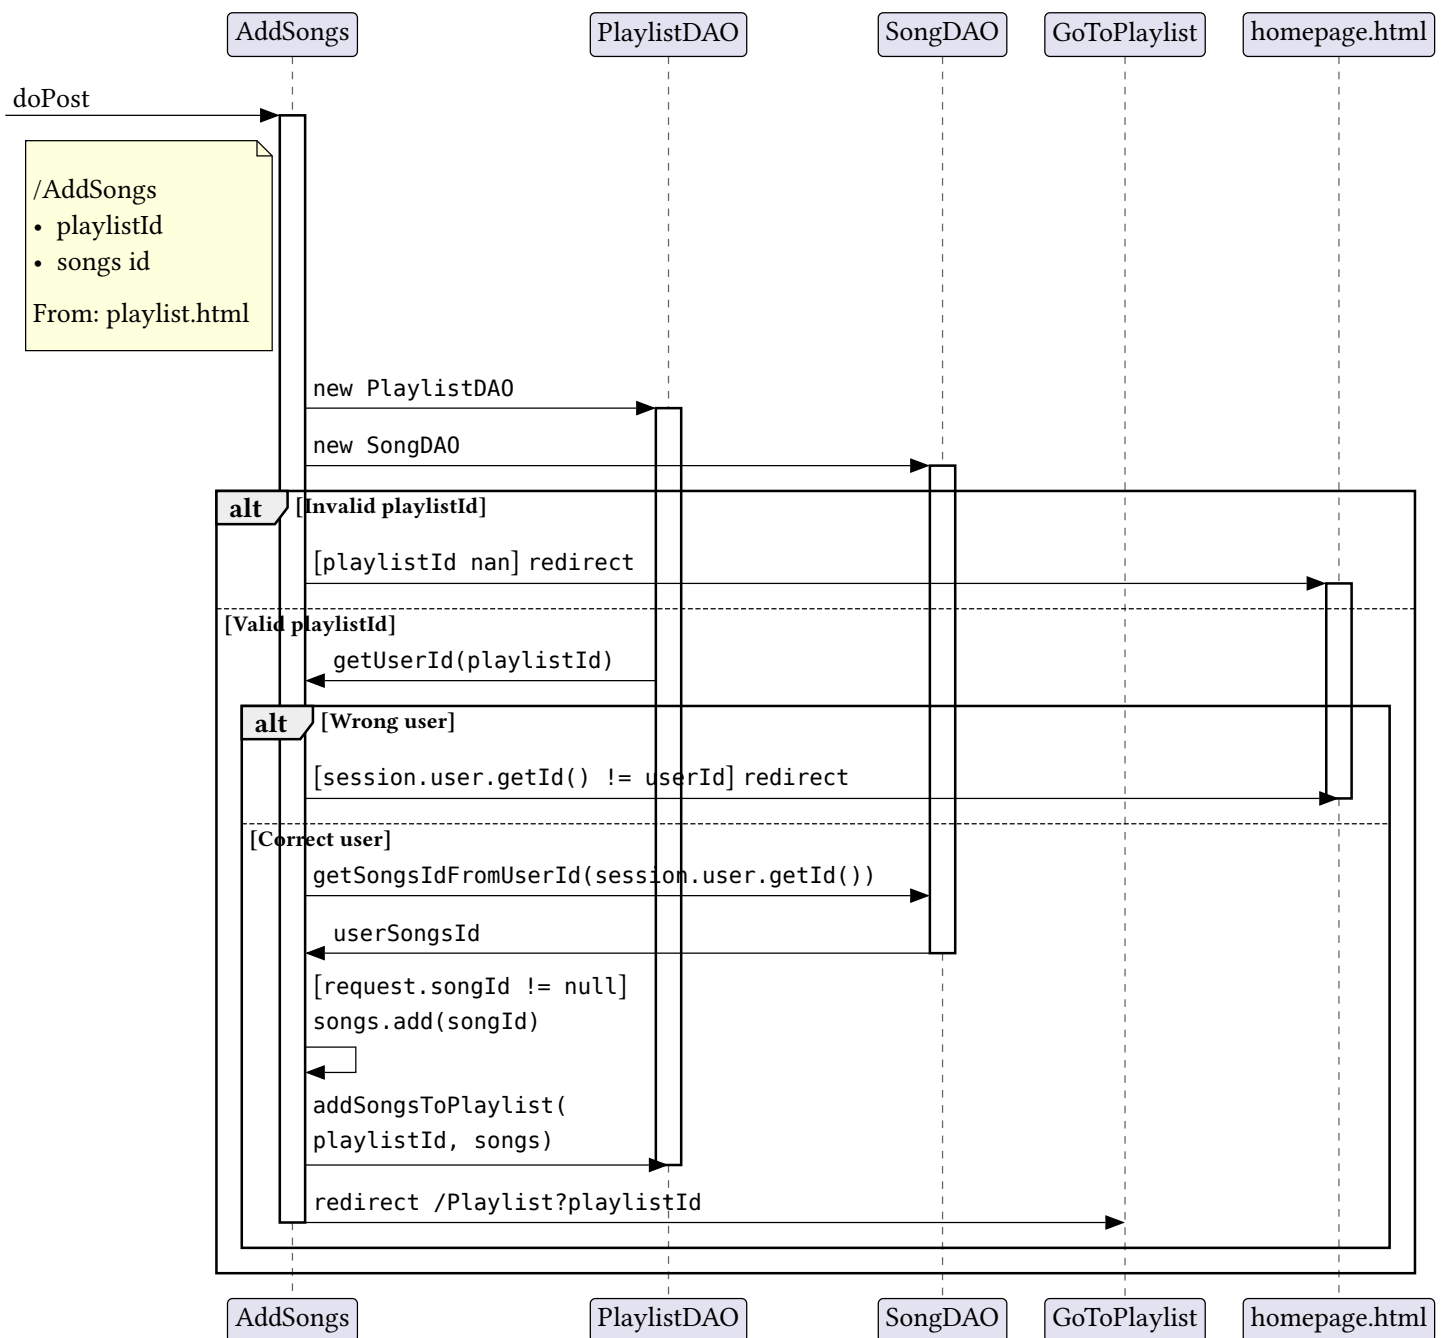 AddSongs
PlaylistDAO
SongDAO
GoToPlaylist
homepage.html
doPost
/AddSongs
• playlistId
• songs id
From: playlist.html
new PlaylistDAO
new SongDAO
alt
[Invalid playlistId]
[playlistId nan] redirect
[Valid playlistId]
getUserId(playlistId)
alt
[Wrong user]
[session.user.getId() != userId] redirect
[Correct user]
getSongsIdFromUserId(session.user.getId())
userSongsId
[request.songId != null]
songs.add(songId)
addSongsToPlaylist(
playlistId, songs)
redirect /Playlist?playlistId
AddSongs
PlaylistDAO
SongDAO
GoToPlaylist
homepage.html